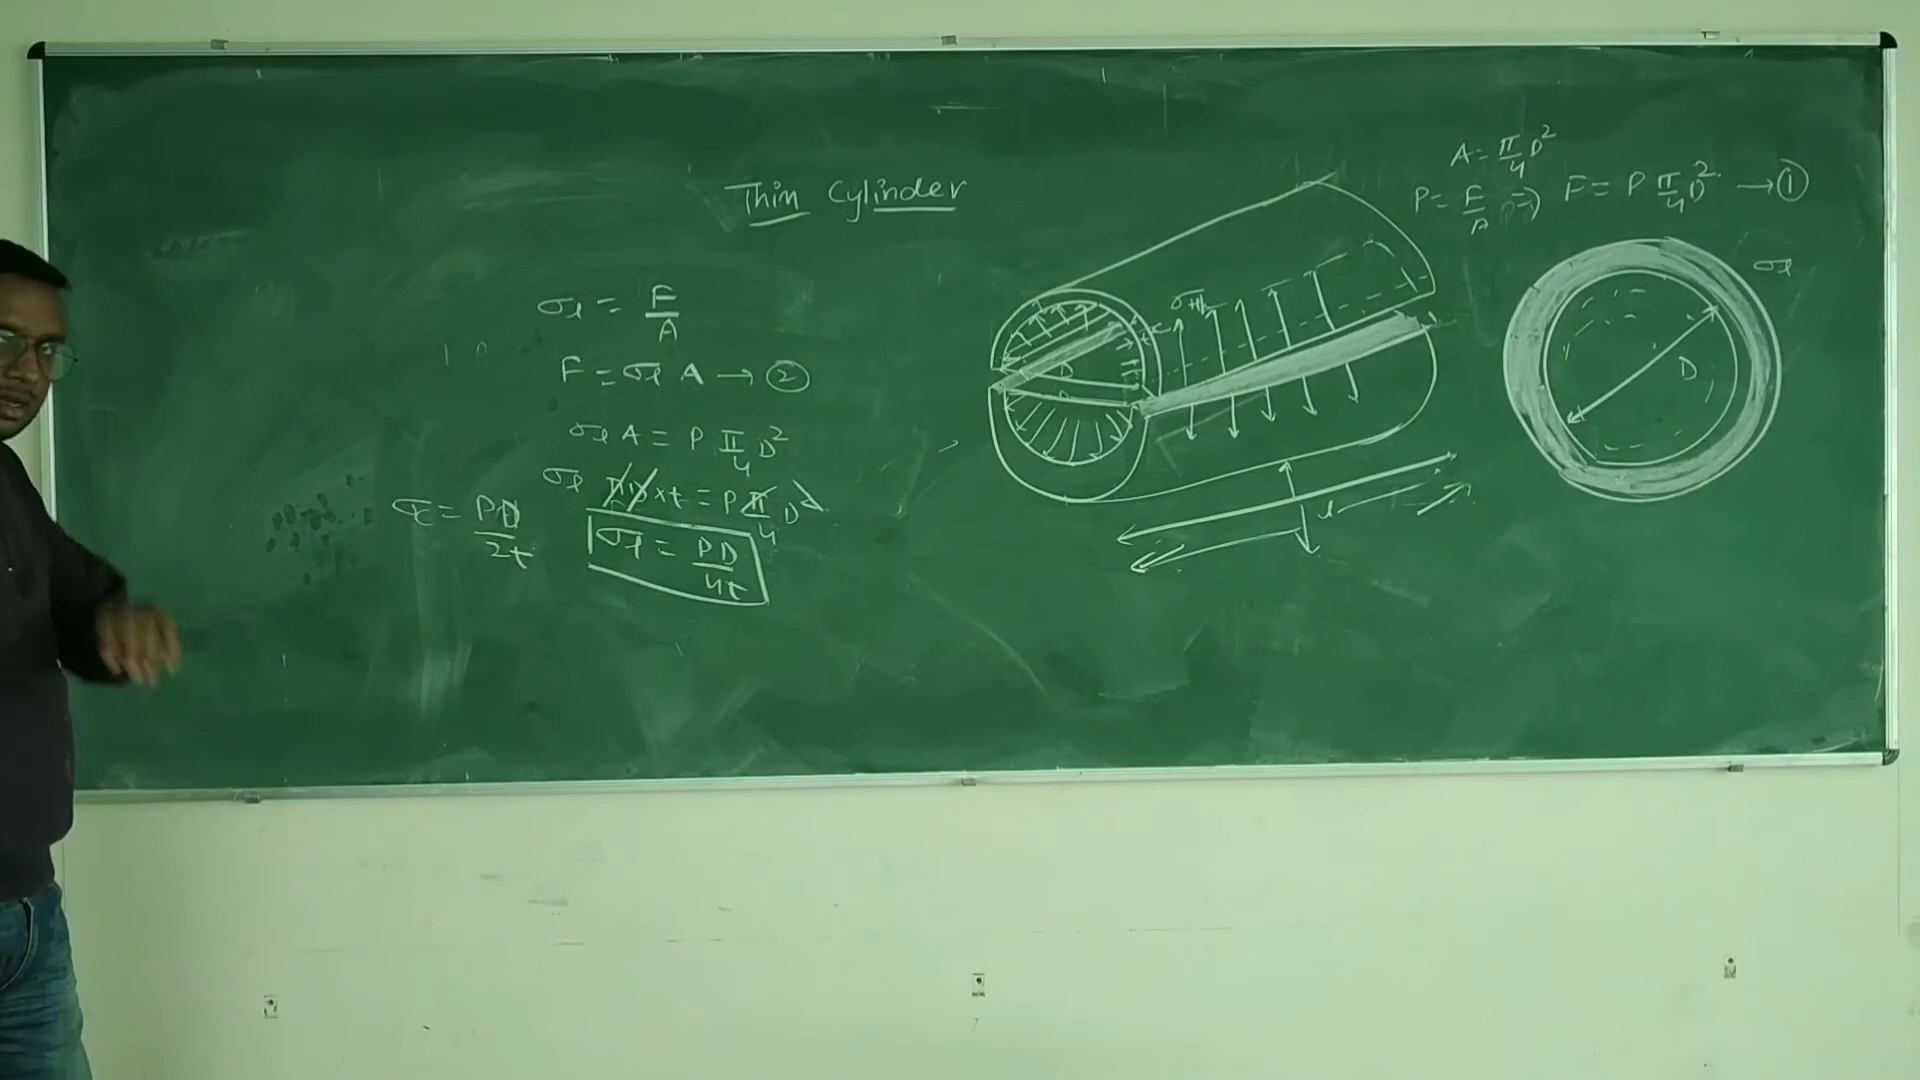 Thin Cylinder
σl = F/A
F = σl A → ②
σl A = P π/4 D²
σl πD×t = P π/4 D²
σl = PD/4t
σc = PD/2t
A = π/4 D²
P = F/A ⇒ F = P π/4 D² → ①
σl
D
D
l